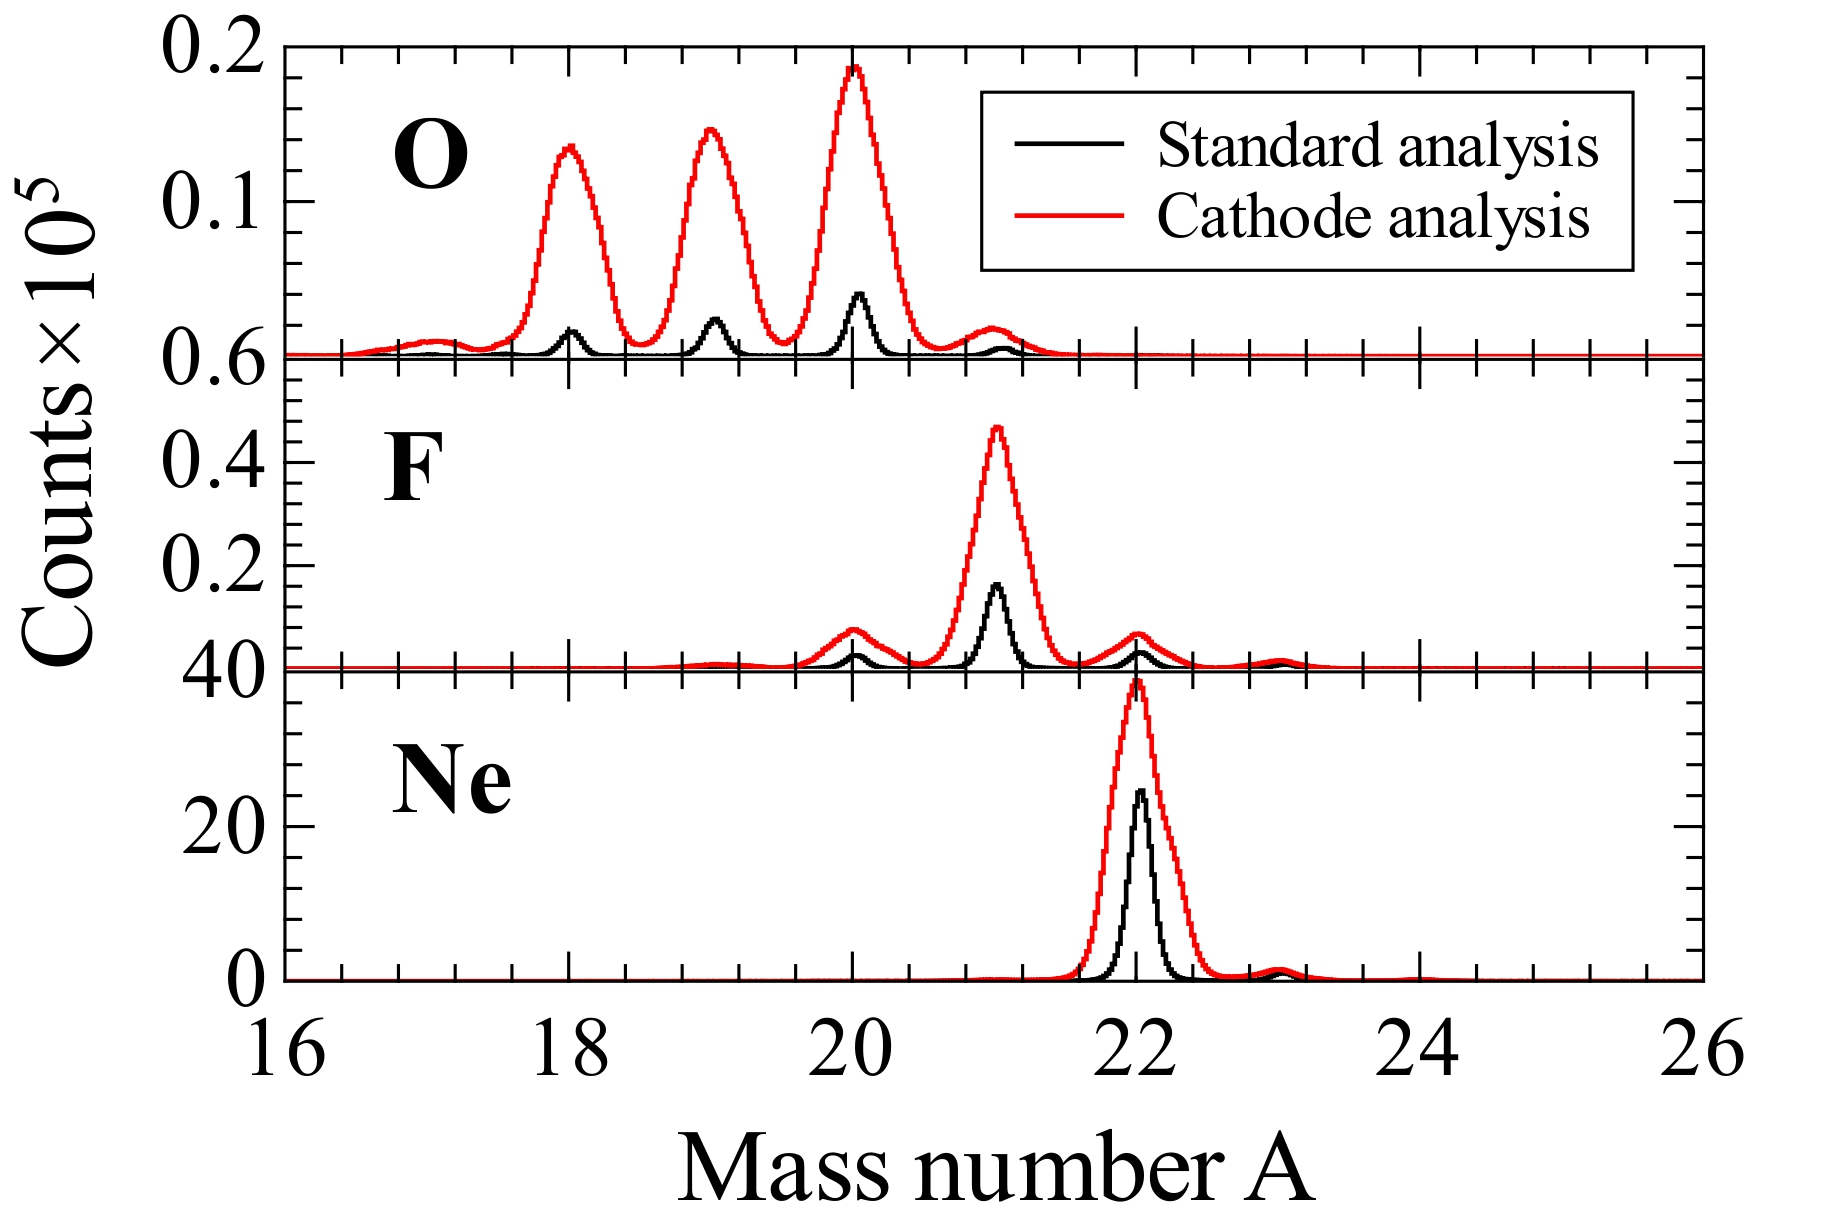 Counts×10⁵
0.2
0.1
O
Standard analysis
Cathode analysis
0.6
0.4
0.2
F
40
20
0
Ne
16 18 20 22 24 26
Mass number A